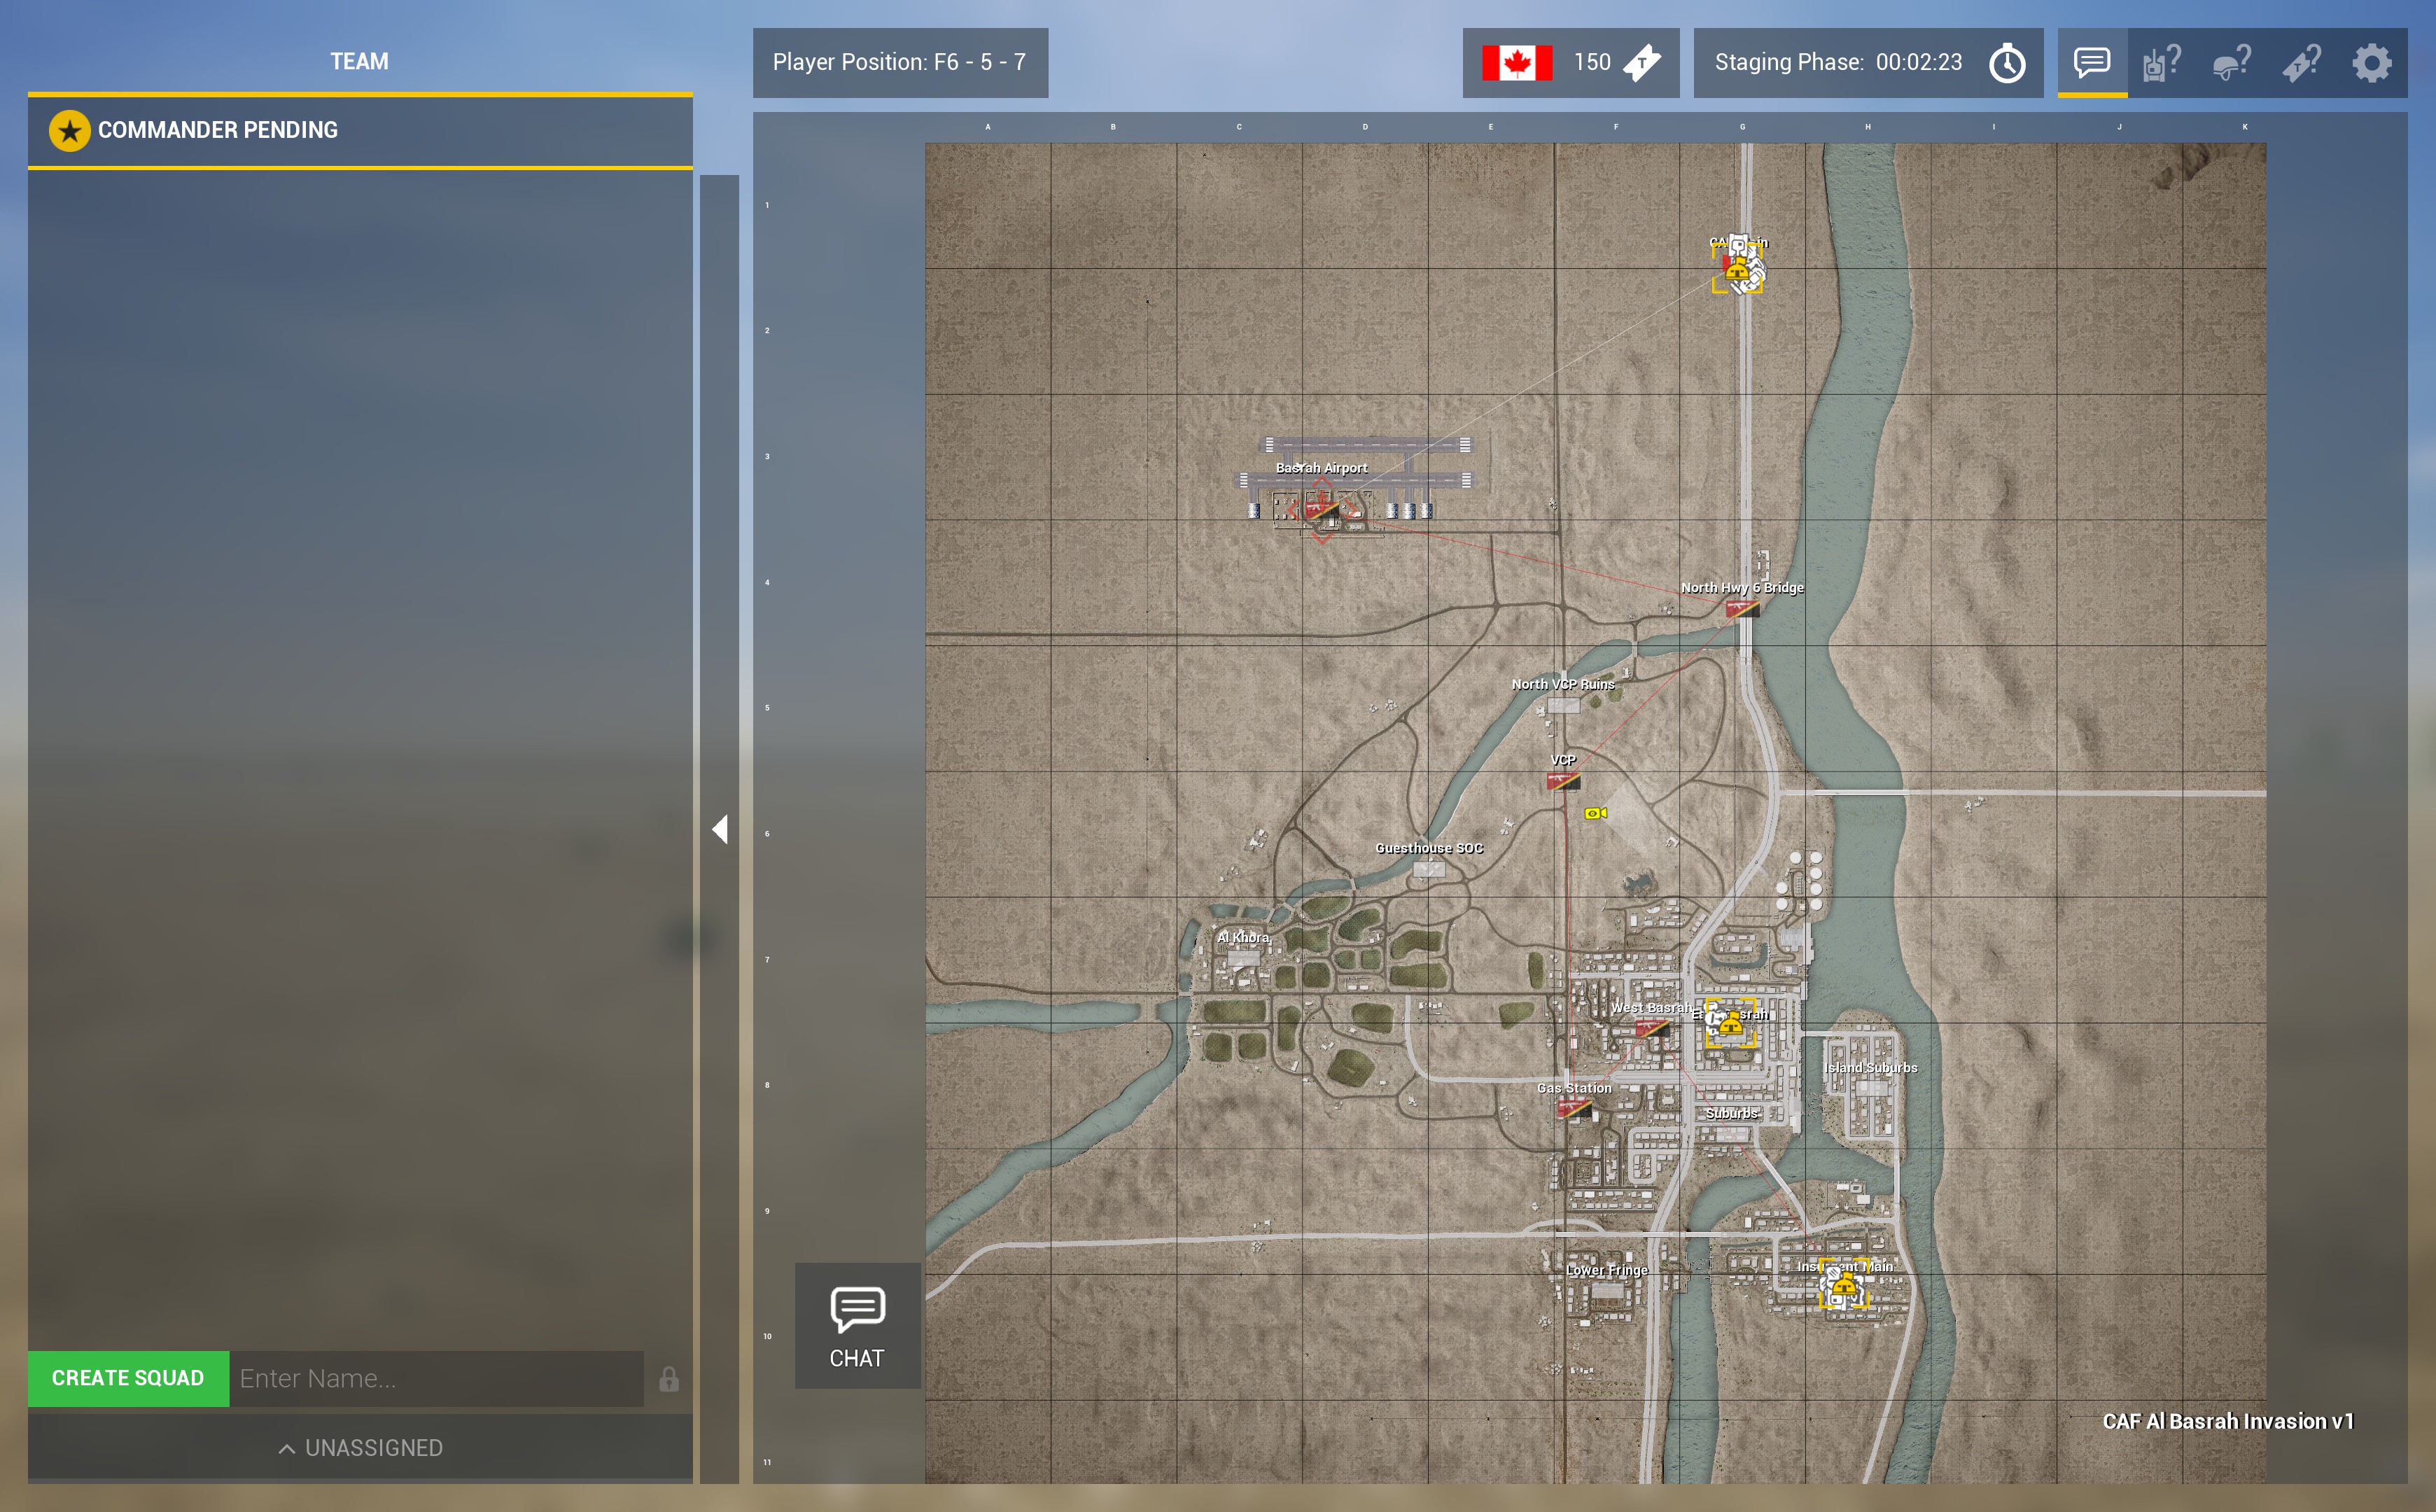 TEAM
Player Position: F6 - 5 - 7
150
T
Staging Phase: 00:02:23
?
?
T?
COMMANDER PENDING
A B C D E F G H I J K
1
2
3
4
5
6
7
8
9
10
11
Basrah Airport
North Hwy 6 Bridge
North VCP Ruins
VCP
Guesthouse SOC
Al Khora
West Basrah
Island Suburbs
Gas Station
Suburbs
Lower Fringe
Main
CHAT
CREATE SQUAD
Enter Name...
UNASSIGNED
CAF Al Basrah Invasion v1